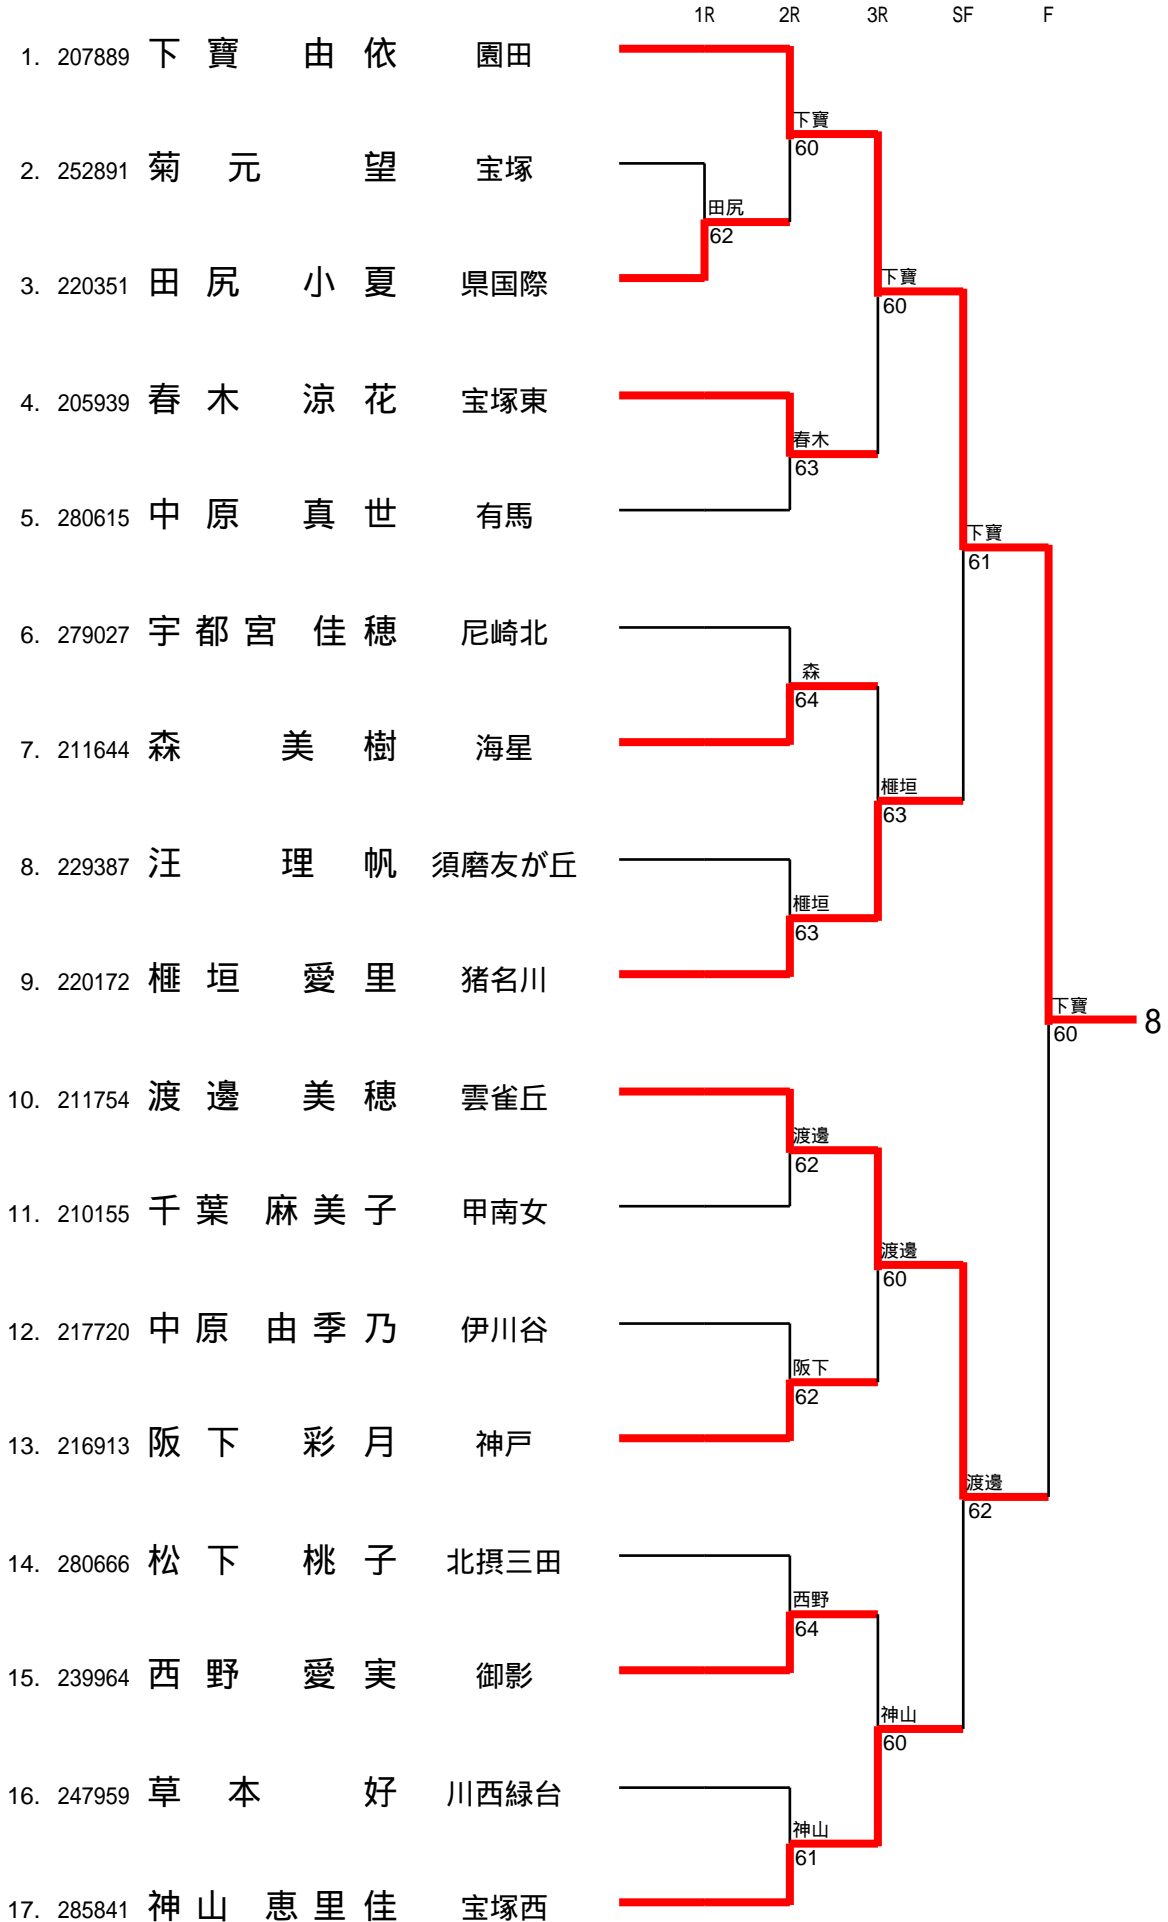 1R 2R 3R SF F
1. 207889 下寶 由依 園田
下寶
60
2. 252891 菊元 望 宝塚
田尻
62
3. 220351 田尻 小夏 県国際
下寶
60
4. 205939 春木 涼花 宝塚東
春木
63
5. 280615 中原 真世 有馬
下寶
61
6. 279027 宇都宮 佳穂 尼崎北
森
64
7. 211644 森 美樹 海星
榧垣
63
8. 229387 汪 理帆 須磨友が丘
榧垣
63
9. 220172 榧垣 愛里 猪名川
下寶
60
8
10. 211754 渡邊 美穂 雲雀丘
渡邊
62
11. 210155 千葉 麻美子 甲南女
渡邊
60
12. 217720 中原 由季乃 伊川谷
阪下
62
13. 216913 阪下 彩月 神戸
渡邊
62
14. 280666 松下 桃子 北摂三田
西野
64
15. 239964 西野 愛実 御影
神山
60
16. 247959 草本 好 川西緑台
神山
61
17. 285841 神山 恵里佳 宝塚西